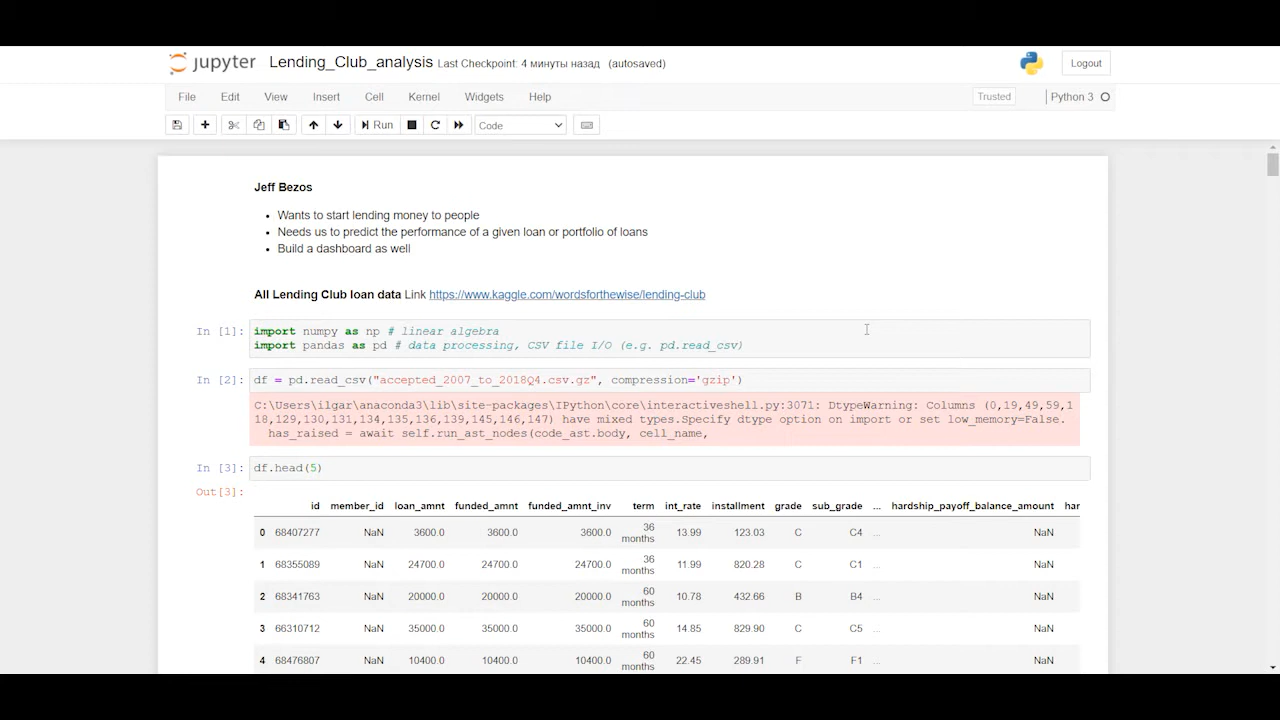 jupyter Lending_Club_analysis Last Checkpoint: 4 минуты назад (autosaved)
Logout
File Edit View Insert Cell Kernel Widgets Help
Trusted
Python 3
Run
Code
Jeff Bezos
• Wants to start lending money to people
• Needs us to predict the performance of a given loan or portfolio of loans
• Build a dashboard as well
All Lending Club loan data Link https://www.kaggle.com/wordsforthewise/lending-club
In [1]: import numpy as np # linear algebra
import pandas as pd # data processing, CSV file I/O (e.g. pd.read_csv)
In [2]: df = pd.read_csv("accepted_2007_to_2018Q4.csv.gz", compression='gzip')
C:\Users\ilgar\anaconda3\lib\site-packages\IPython\core\interactiveshell.py:3071: DtypeWarning: Columns (0,19,49,59,1
18,129,130,131,134,135,136,139,145,146,147) have mixed types.Specify dtype option on import or set low_memory=False.
has_raised = await self.run_ast_nodes(code_ast.body, cell_name,
In [3]: df.head(5)
Out[3]:
id member_id loan_amnt funded_amnt funded_amnt_inv term int_rate installment grade sub_grade ... hardship_payoff_balance_amount har
0 68407277 NaN 3600.0 3600.0 3600.0 36 months 13.99 123.03 C C4 ... NaN
1 68355089 NaN 24700.0 24700.0 24700.0 36 months 11.99 820.28 C C1 ... NaN
2 68341763 NaN 20000.0 20000.0 20000.0 60 months 10.78 432.66 B B4 ... NaN
3 66310712 NaN 35000.0 35000.0 35000.0 60 months 14.85 829.90 C C5 ... NaN
4 68476807 NaN 10400.0 10400.0 10400.0 60 months 22.45 289.91 F F1 ... NaN